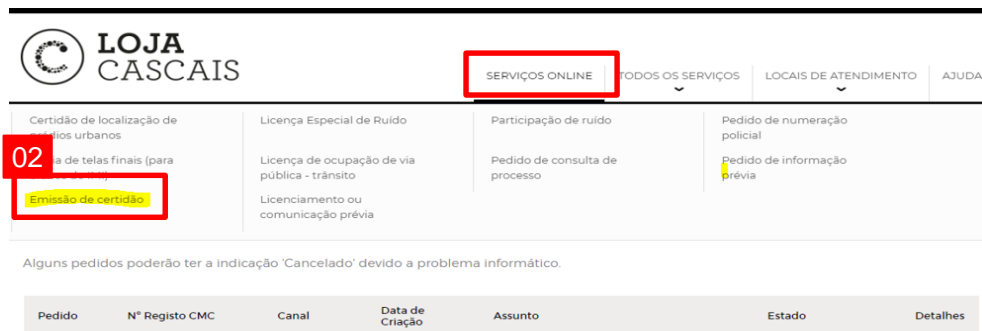 LOJA
CASCAIS
SERVIÇOS ONLINE
TODOS OS SERVIÇOS
LOCAIS DE ATENDIMENTO
AJUDA
Certidão de localização de
prédios urbanos
Licença Especial de Ruído
Participação de ruído
Pedido de numeração
policial
02
de telas finais (para
Licença de ocupação de via
pública - trânsito
Pedido de consulta de
processo
Pedido de informação
prévia
Emissão de certidão
Licenciamento ou
comunicação prévia
Alguns pedidos poderão ter a indicação 'Cancelado' devido a problema informático.
Pedido
Nº Registo CMC
Canal
Data de
Criação
Assunto
Estado
Detalhes